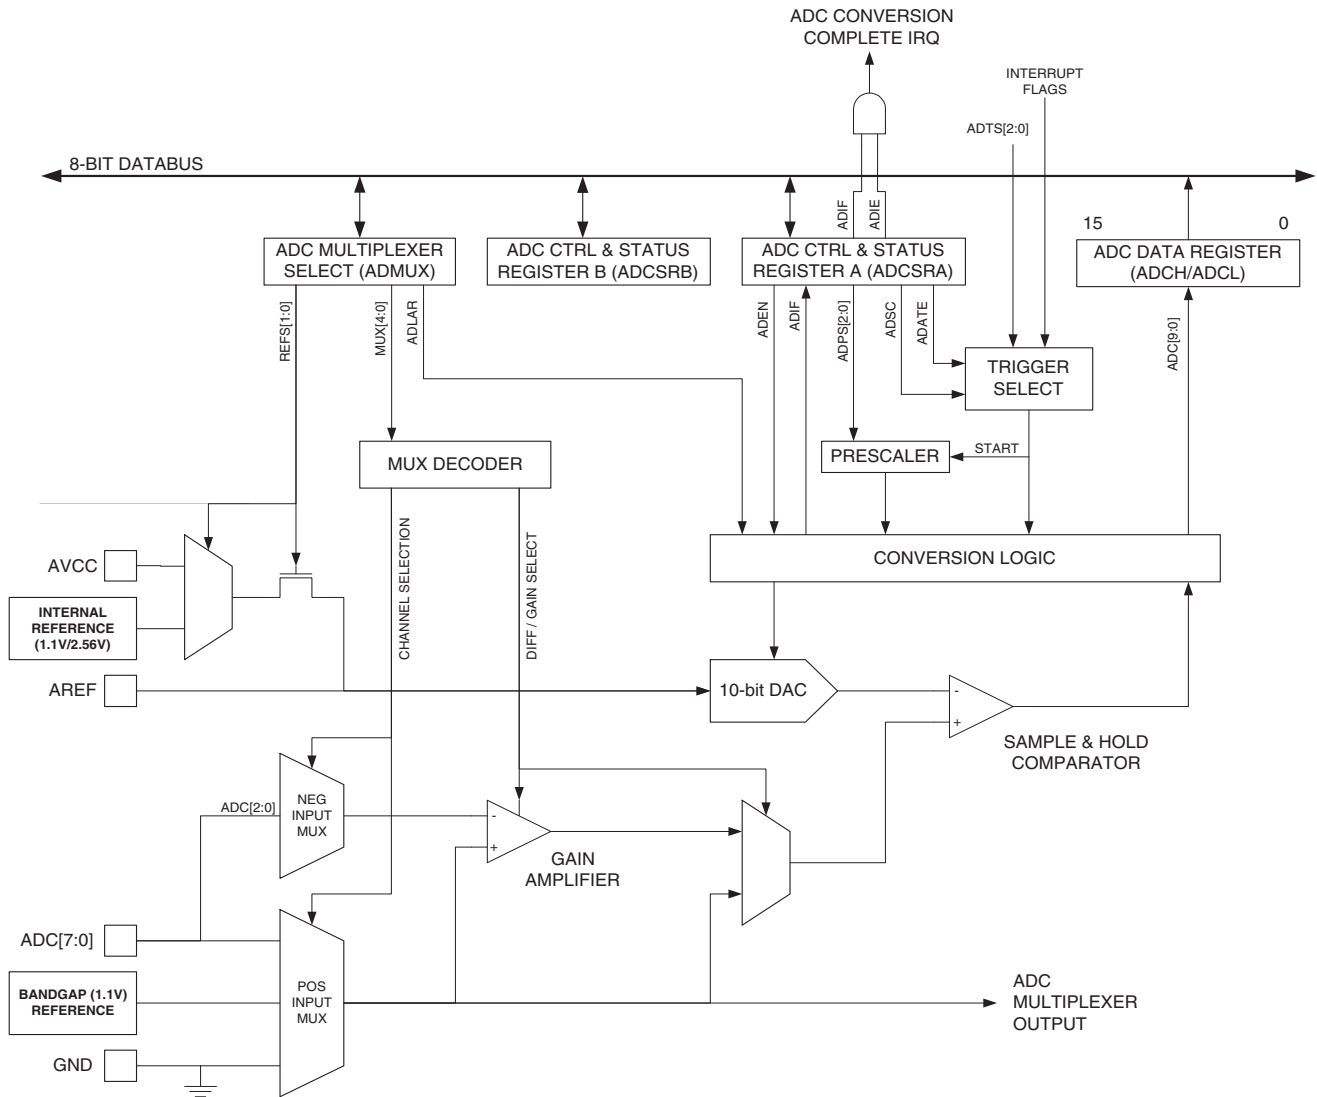 ADC CONVERSION
COMPLETE IRQ
INTERRUPT
FLAGS
ADTS[2:0]
8-BIT DATABUS
ADIF
ADIE
15
0
ADC MULTIPLEXER
SELECT (ADMUX)
ADC CTRL & STATUS
REGISTER B (ADCSRB)
ADC CTRL & STATUS
REGISTER A (ADCSRA)
ADC DATA REGISTER
(ADCH/ADCL)
REFS[1:0]
MUX[4:0]
ADLAR
ADEN
ADIF
ADPS[2:0]
ADSC
ADATE
ADC[9:0]
TRIGGER
SELECT
MUX DECODER
PRESCALER
START
CHANNEL SELECTION
DIFF / GAIN SELECT
CONVERSION LOGIC
AVCC
INTERNAL
REFERENCE
(1.1V/2.56V)
AREF
10-bit DAC
-
+
SAMPLE & HOLD
COMPARATOR
ADC[2:0]
NEG
INPUT
MUX
-
+
GAIN
AMPLIFIER
ADC[7:0]
BANDGAP (1.1V)
REFERENCE
POS
INPUT
MUX
ADC
MULTIPLEXER
OUTPUT
GND